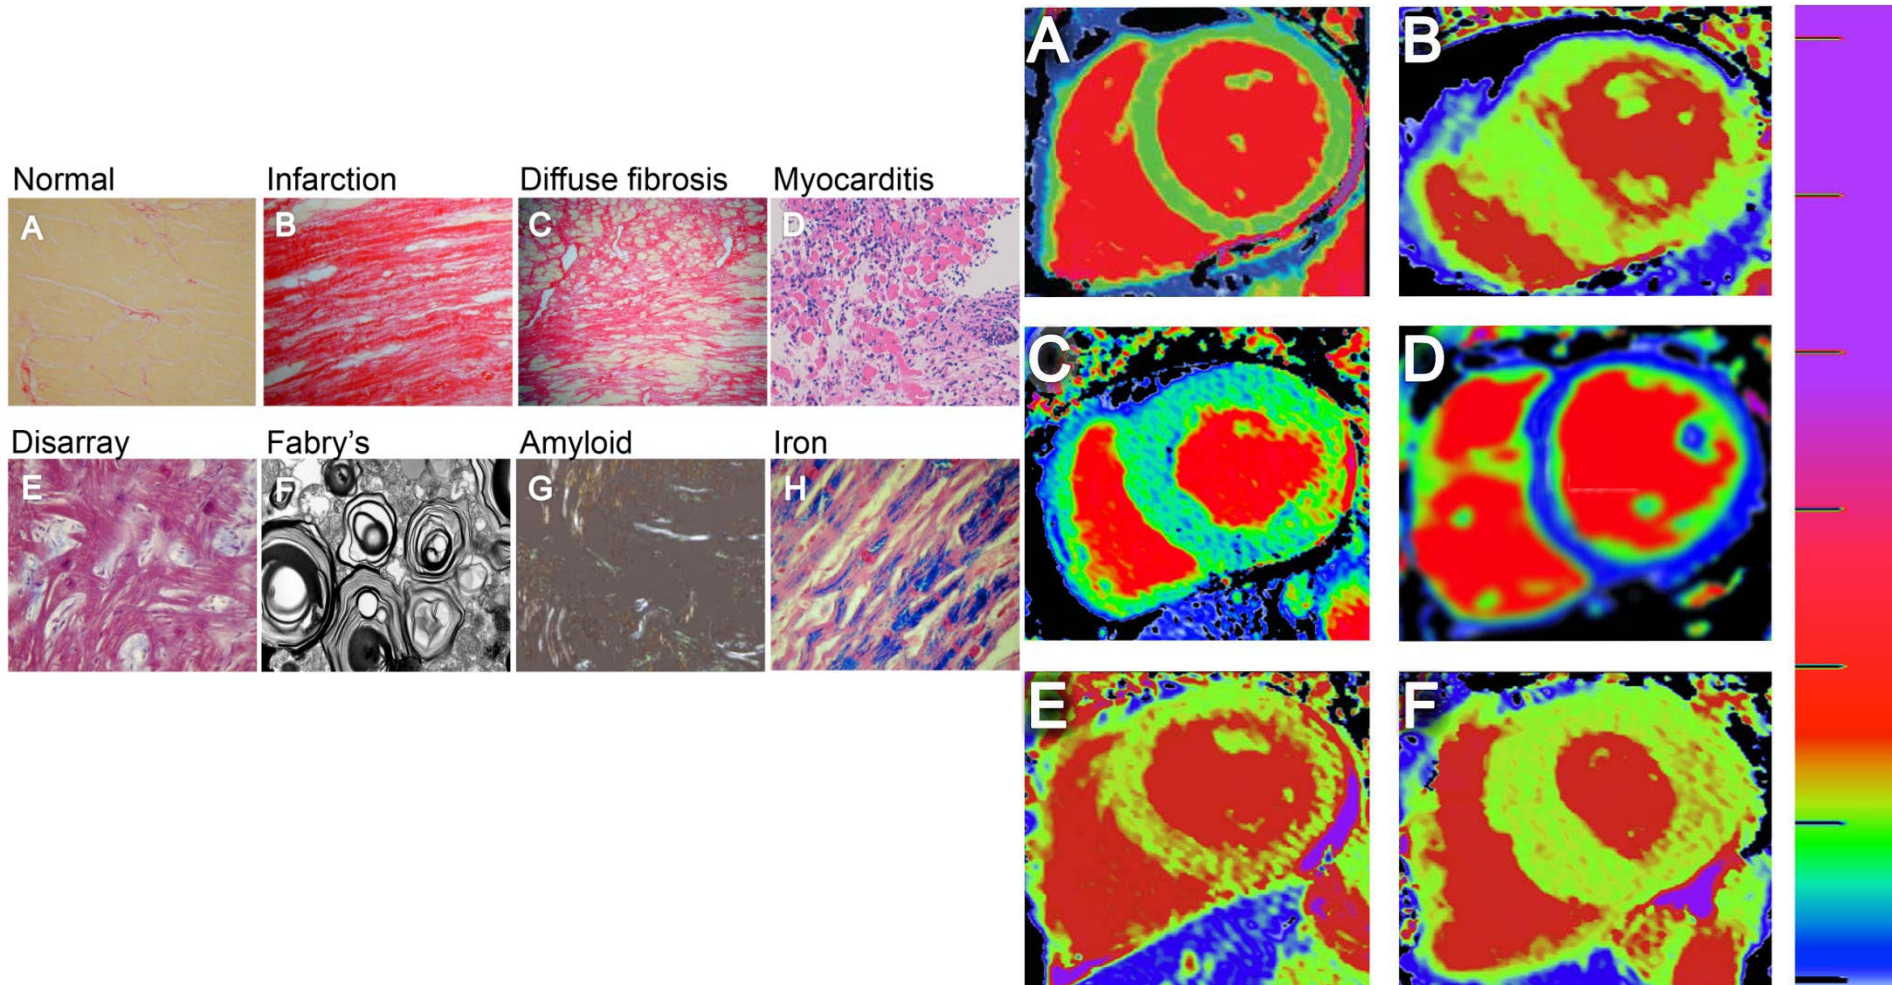 Normal
Infarction
Diffuse fibrosis
Myocarditis
A
B
C
D
Disarray
Fabry's
Amyloid
Iron
E
F
G
H
A
B
C
D
E
F